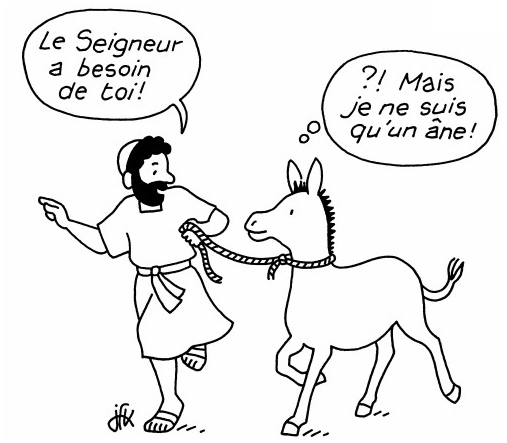 Le Seigneur
a besoin
de toi!
?! Mais
je ne suis
qu'un âne!
jfk